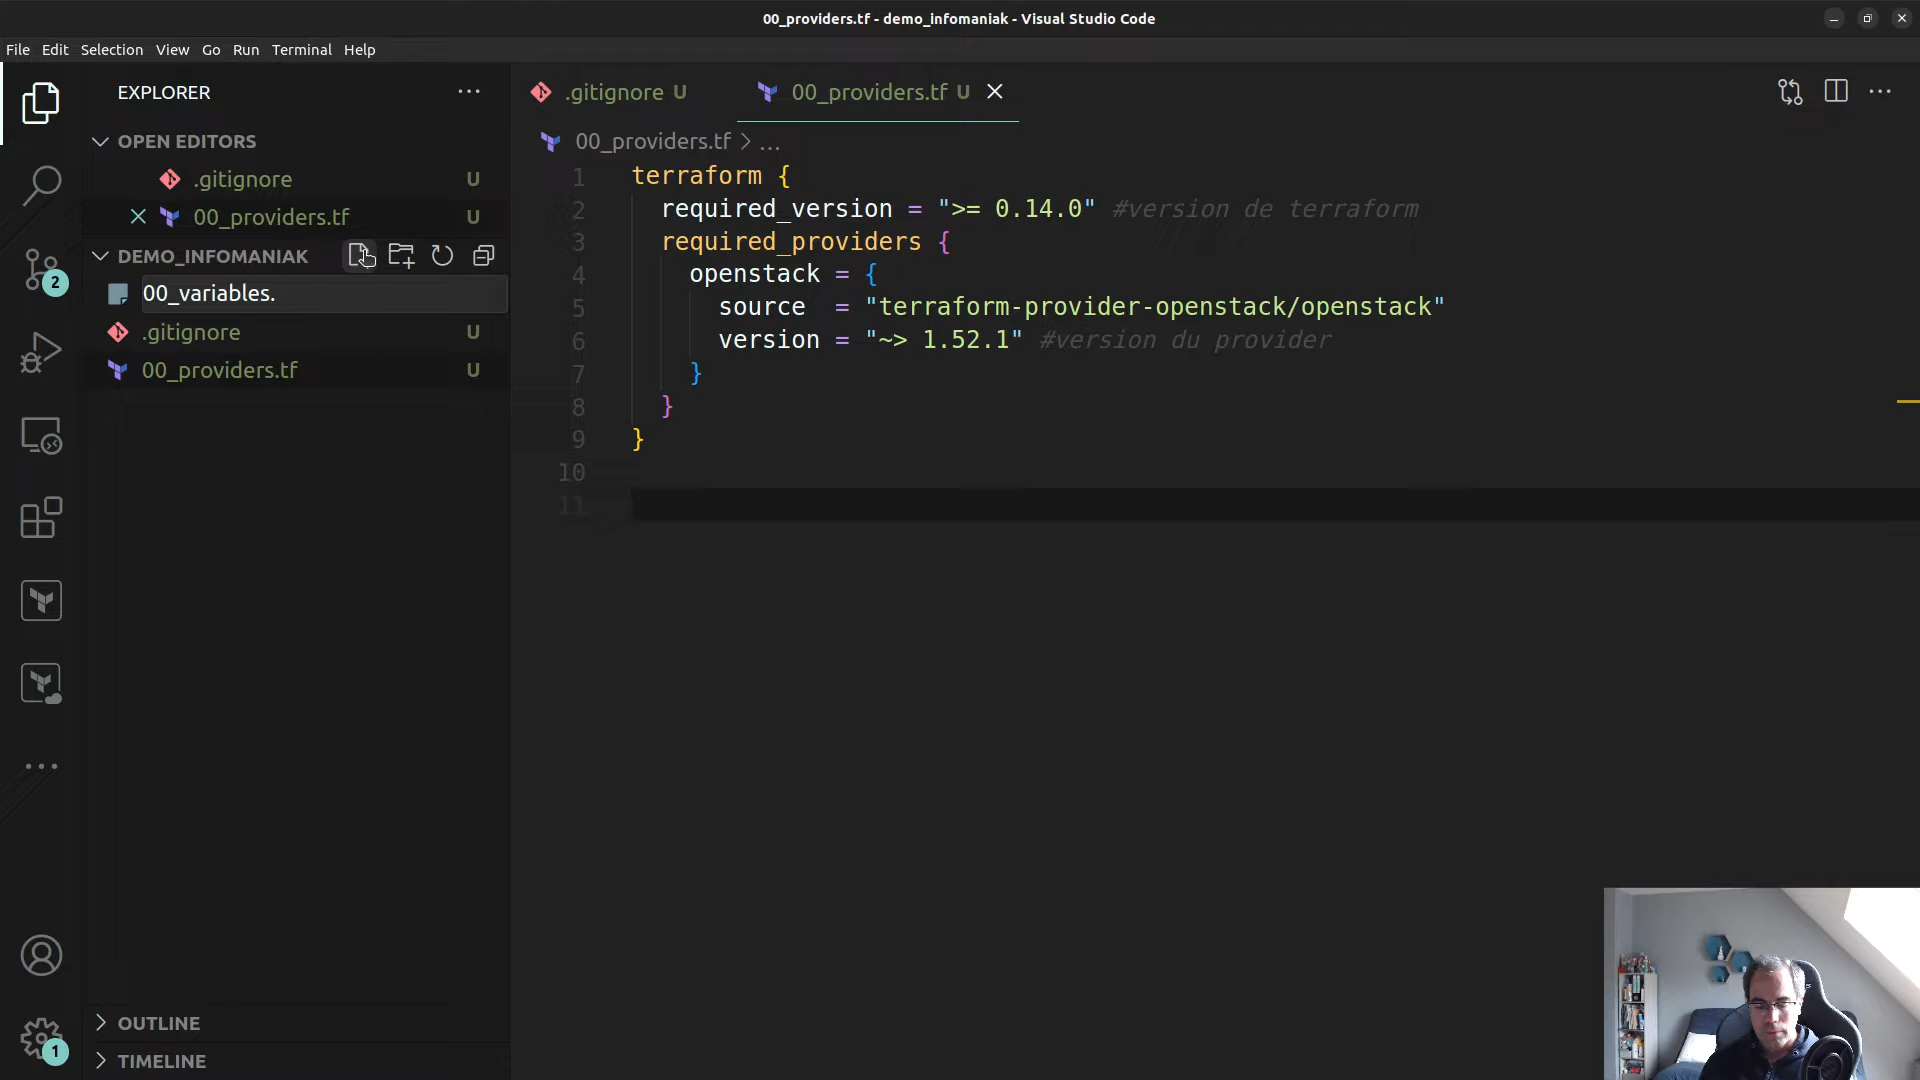 00_providers.tf - demo_infomaniak - Visual Studio Code
File Edit Selection View Go Run Terminal Help
EXPLORER
.gitignore U
00_providers.tf U
OPEN EDITORS
.gitignore U
00_providers.tf U
DEMO_INFOMANIAK
00_variables.
.gitignore U
00_providers.tf U
00_providers.tf > ...
1 terraform {
2 required_version = ">= 0.14.0" #version de terraform
3 required_providers {
4 openstack = {
5 source = "terraform-provider-openstack/openstack"
6 version = "~> 1.52.1" #version du provider
7 }
8 }
9 }
10
11
2
1
OUTLINE
TIMELINE